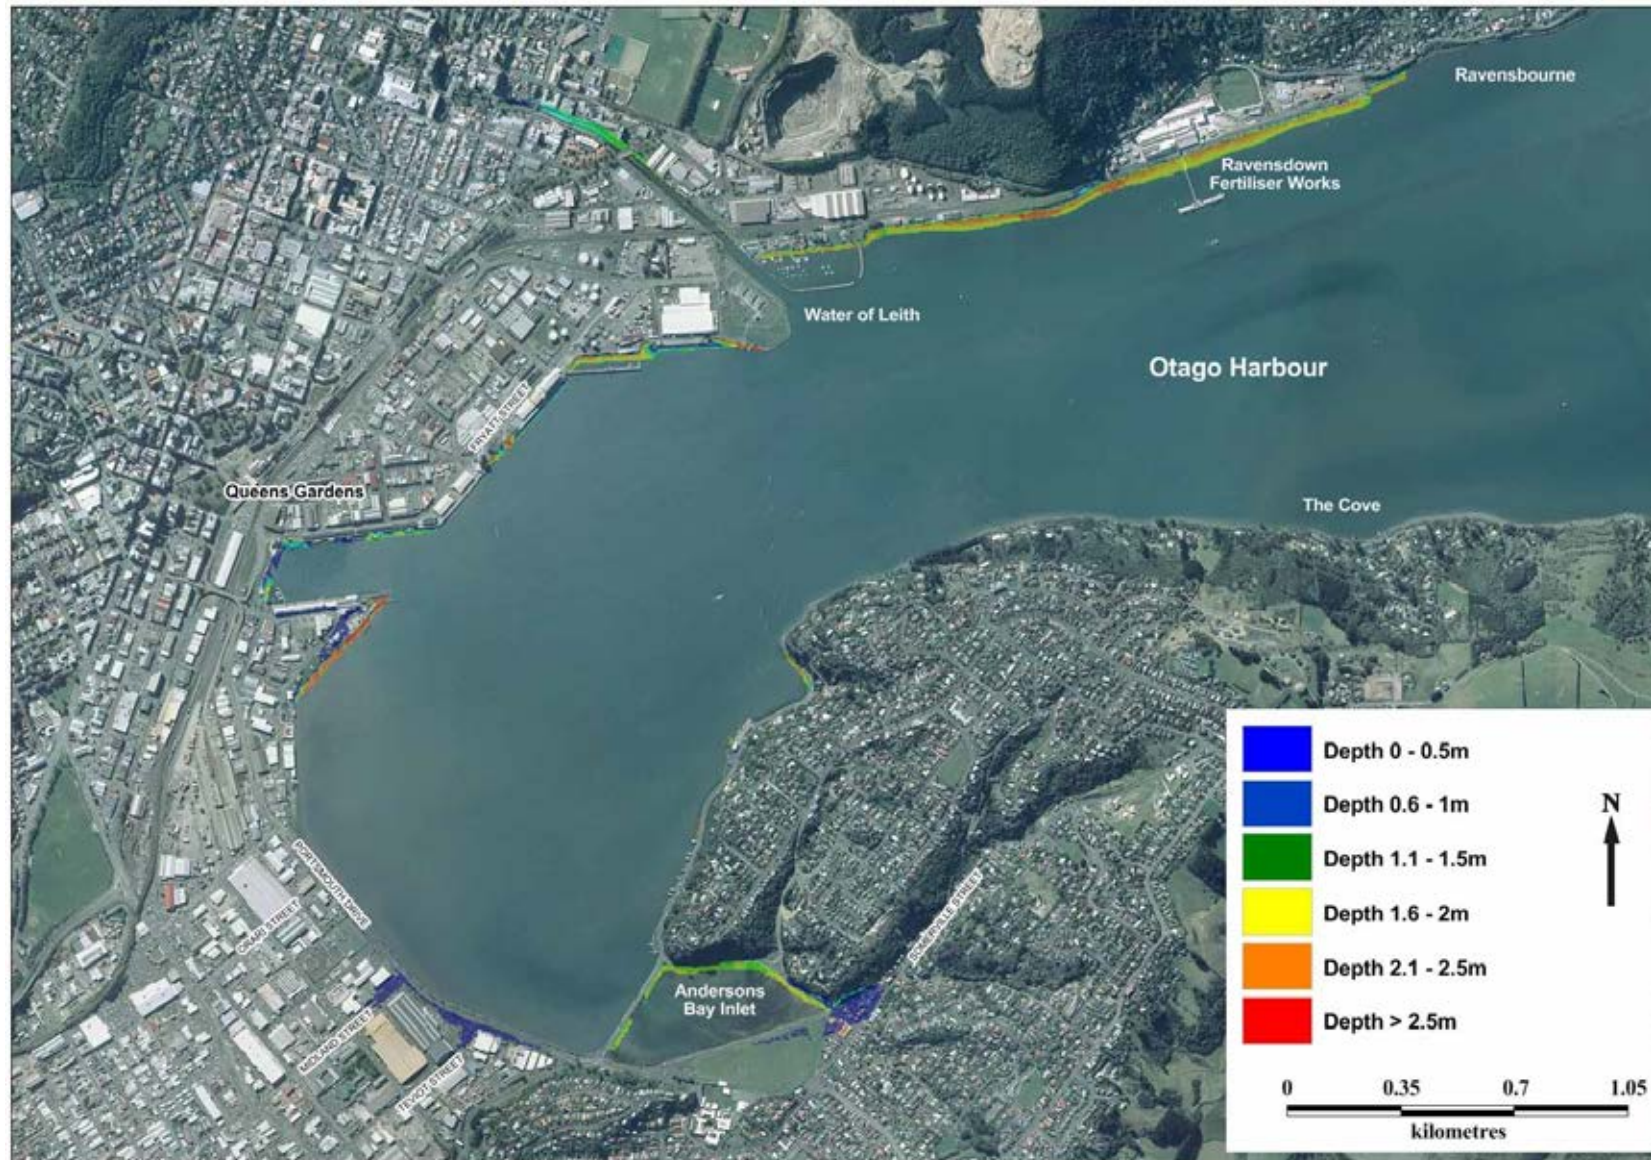 Ravensbourne
Ravensdown
Fertiliser Works
Water of Leith
Otago Harbour
FRYATT STREET
Queens Gardens
The Cove
PORTSMOUTH DRIVE
ORARI STREET
SOMERVILLE STREET
Andersons
Bay Inlet
MIDLAND STREET
TEVIOT STREET
Depth 0 - 0.5m
Depth 0.6 - 1m
Depth 1.1 - 1.5m
Depth 1.6 - 2m
Depth 2.1 - 2.5m
Depth > 2.5m
N
0 0.35 0.7 1.05
kilometres